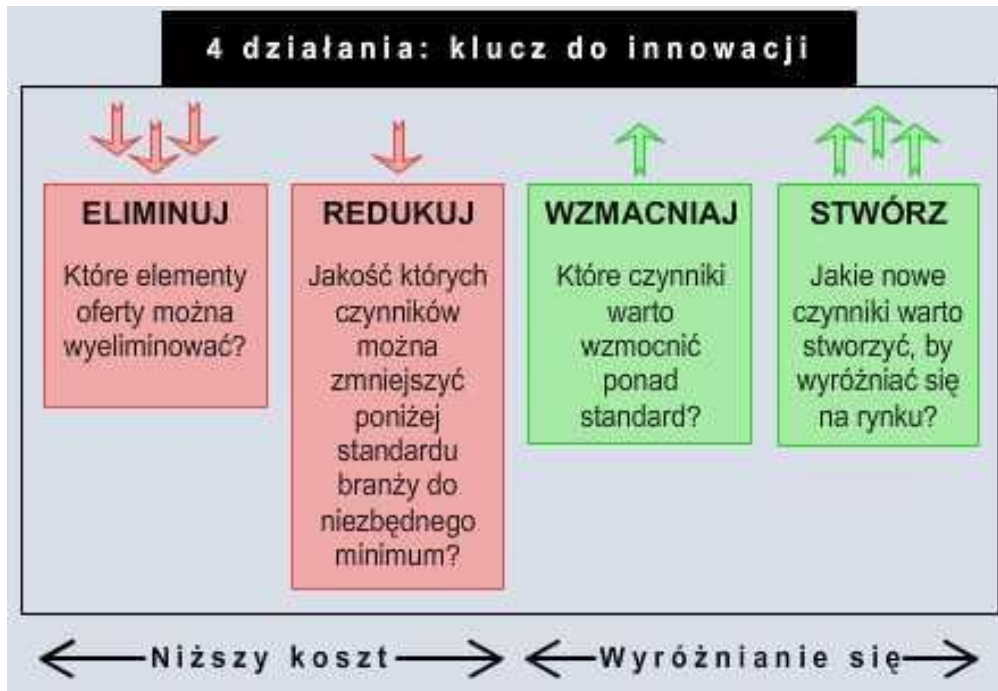 4 działania: klucz do innowacji
ELIMINUJ
Które elementy
oferty można
wyeliminować?
REDUKUJ
Jakość których
czynników
można
zmniejszyć
poniżej
standardu
branży do
niezbędnego
minimum?
WZMACNIAJ
Które czynniki
warto
wzmocnić
ponad
standard?
STWÓRZ
Jakie nowe
czynniki warto
stworzyć, by
wyróżniać się
na rynku?
Niższy koszt
Wyróżnianie się